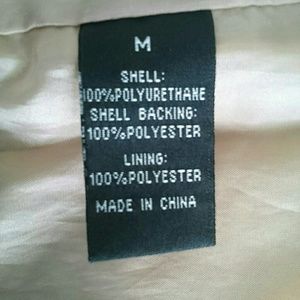 M
SHELL:
100%POLYURETHANE
SHELL BACKING:
100%POLYESTER
LINING:
100%POLYESTER
MADE IN CHINA